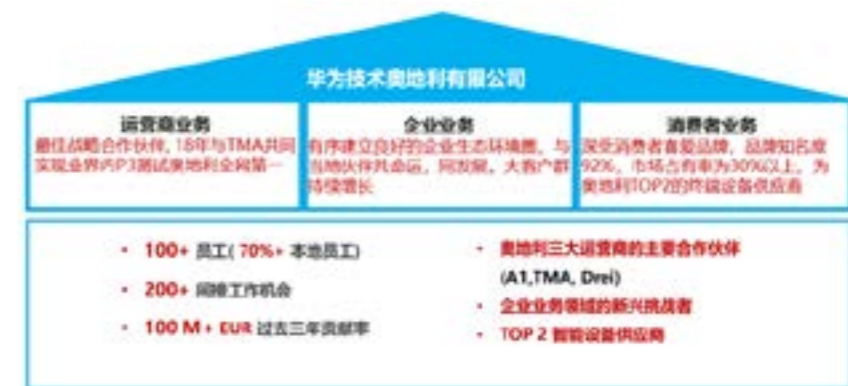 华为技术奥地利有限公司
运营商业务
最佳战略合作伙伴, 18年与TMA共同
实现业界内P3测试奥地利全网第一
企业业务
有序建立良好的企业生态环境圈，与
当地伙伴共命运，同发展，大客户群
持续增长
消费者业务
深受消费者喜爱品牌，品牌知名度
92%，市场占有率为30%以上，为
奥地利TOP2的终端设备供应商
• 100+ 员工( 70%+ 本地员工)
• 200+ 间接工作机会
• 100 M + EUR 过去三年贡献率
• 奥地利三大运营商的主要合作伙伴
(A1,TMA, Drei)
• 企业业务领域的新兴挑战者
• TOP 2 智能设备供应商